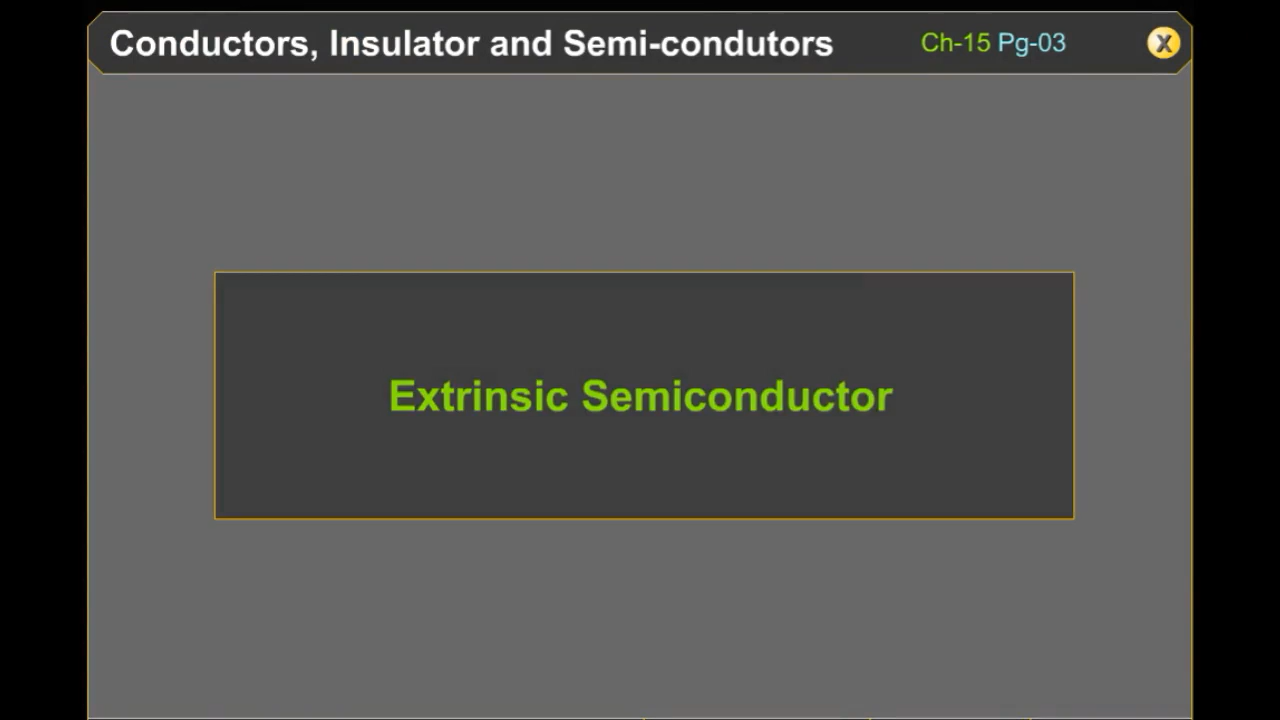 Conductors, Insulator and Semi-condutors Ch-15 Pg-03 X
Extrinsic Semiconductor